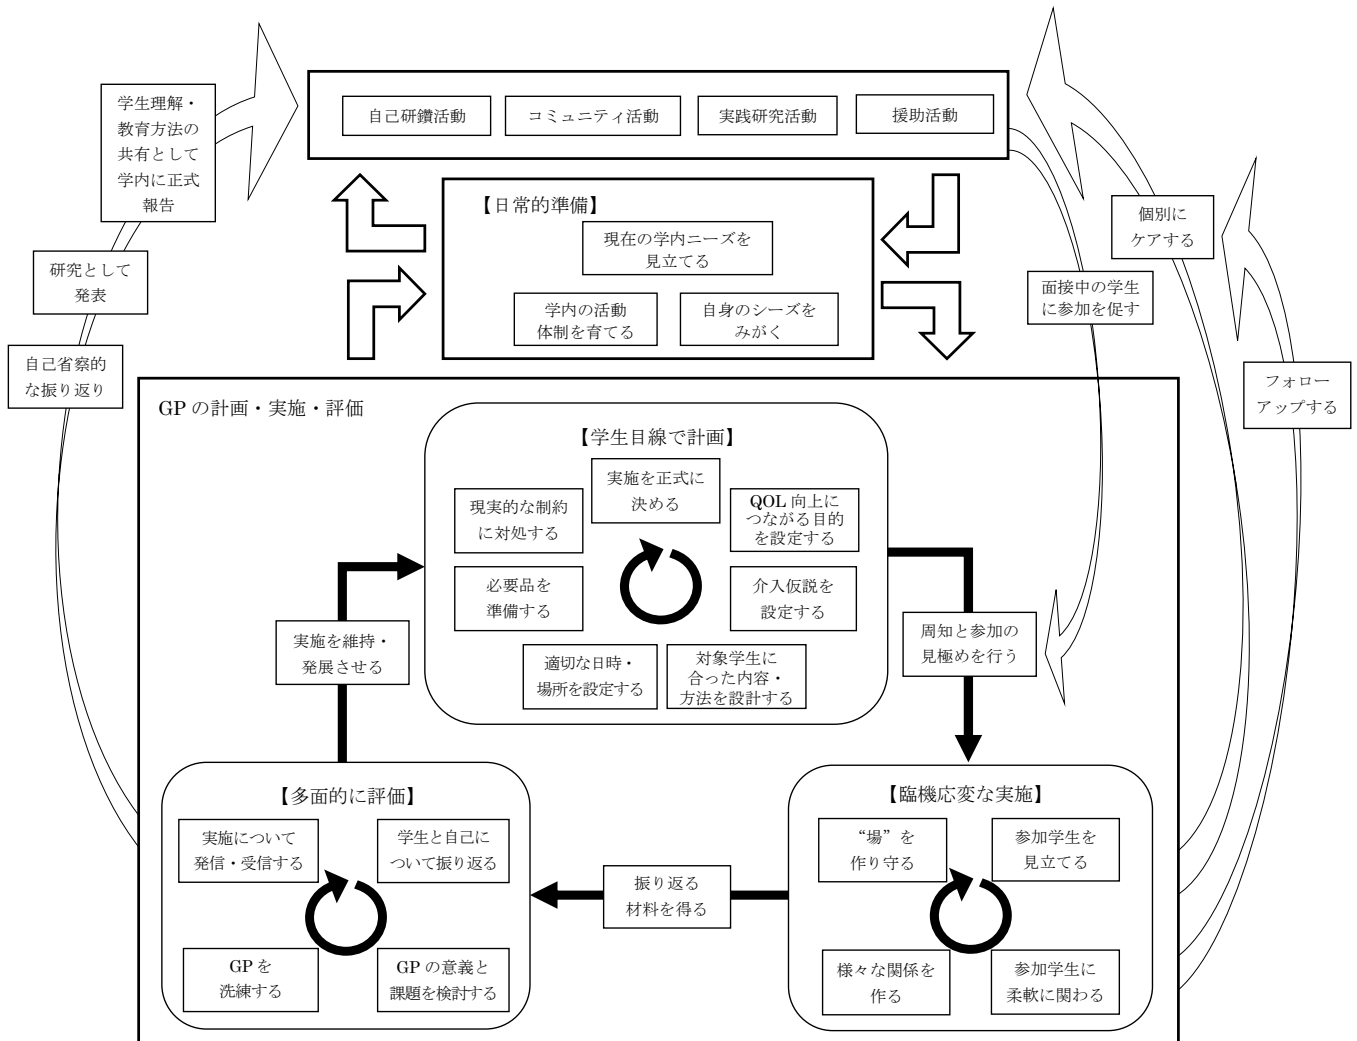 自己研鑽活動
コミュニティ活動
実践研究活動
援助活動
学生理解・
教育方法の
共有として
学内に正式
報告
研究として
発表
自己省察的
な振り返り
【日常的準備】
現在の学内ニーズを
見立てる
学内の活動
体制を育てる
自身のシーズを
みがく
個別に
ケアする
面接中の学生
に参加を促す
フォロー
アップする
GP の計画・実施・評価
【学生目線で計画】
実施を正式に
決める
現実的な制約
に対処する
QOL 向上に
つながる目的
を設定する
必要品を
準備する
介入仮説を
設定する
適切な日時・
場所を設定する
対象学生に
合った内容・
方法を設計する
実施を維持・
発展させる
周知と参加の
見極めを行う
【多面的に評価】
実施について
発信・受信する
学生と自己に
ついて振り返る
GP を
洗練する
GP の意義と
課題を検討する
振り返る
材料を得る
【臨機応変な実施】
“場”を
作り守る
参加学生を
見立てる
様々な関係を
作る
参加学生に
柔軟に関わる